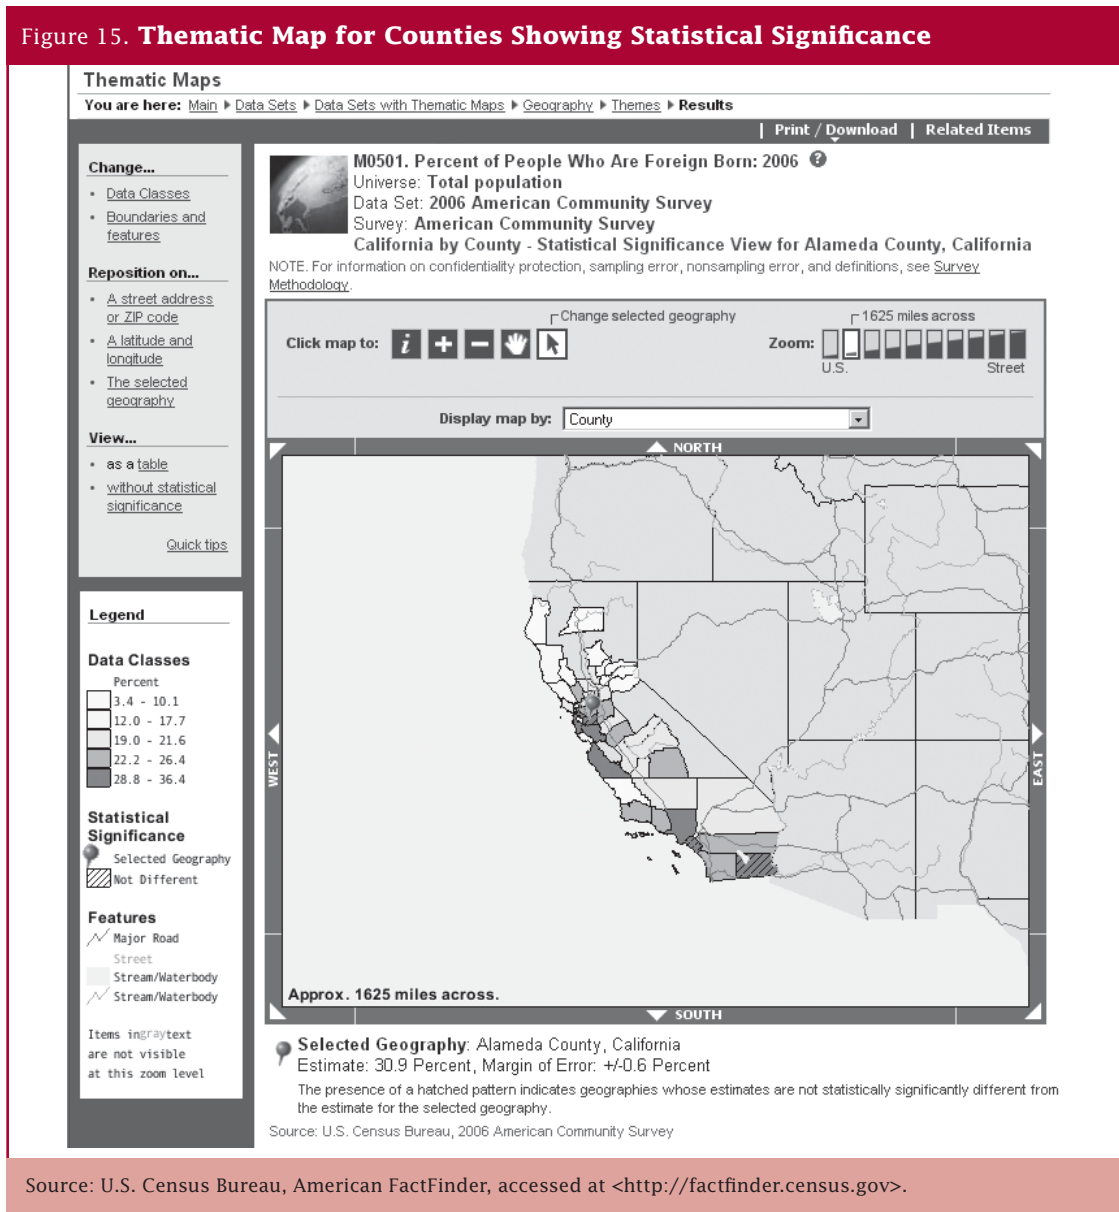 Figure 15. Thematic Map for Counties Showing Statistical Significance
Thematic Maps
You are here: Main Data Sets Data Sets with Thematic Maps Geography Themes Results
| Print / Download | Related Items
Change...
• Data Classes
• Boundaries and
features
Reposition on...
• A street address
or ZIP code
• A latitude and
longitude
• The selected
geography
View...
• as a table
• without statistical
significance
Quick tips
Legend
Data Classes
Percent
3.4 - 10.1
12.0 - 17.7
19.0 - 21.6
22.2 - 26.4
28.8 - 36.4
Statistical
Significance
Selected Geography
Not Different
Features
Major Road
Street
Stream/Waterbody
Stream/Waterbody
Items in gray text
are not visible
at this zoom level
M0501. Percent of People Who Are Foreign Born: 2006 ?
Universe: Total population
Data Set: 2006 American Community Survey
Survey: American Community Survey
California by County - Statistical Significance View for Alameda County, California
NOTE. For information on confidentiality protection, sampling error, nonsampling error, and definitions, see Survey
Methodology.
Change selected geography
1625 miles across
Click map to: i + −
Zoom:
U.S. Street
Display map by: County
NORTH
WEST
EAST
Approx. 1625 miles across.
SOUTH
Selected Geography: Alameda County, California
Estimate: 30.9 Percent, Margin of Error: +/-0.6 Percent
The presence of a hatched pattern indicates geographies whose estimates are not statistically significantly different from
the estimate for the selected geography.
Source: U.S. Census Bureau, 2006 American Community Survey
Source: U.S. Census Bureau, American FactFinder, accessed at <http://factfinder.census.gov>.